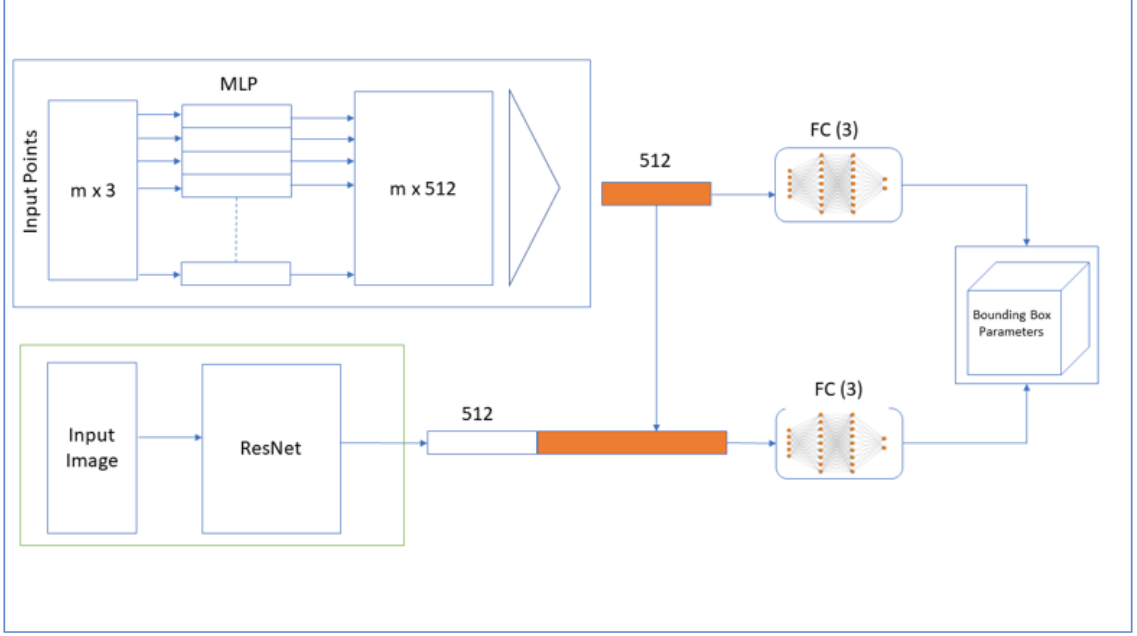 MLP
Input Points
m x 3
m x 512
512
FC (3)
Bounding Box
Parameters
Input
Image
ResNet
512
FC (3)